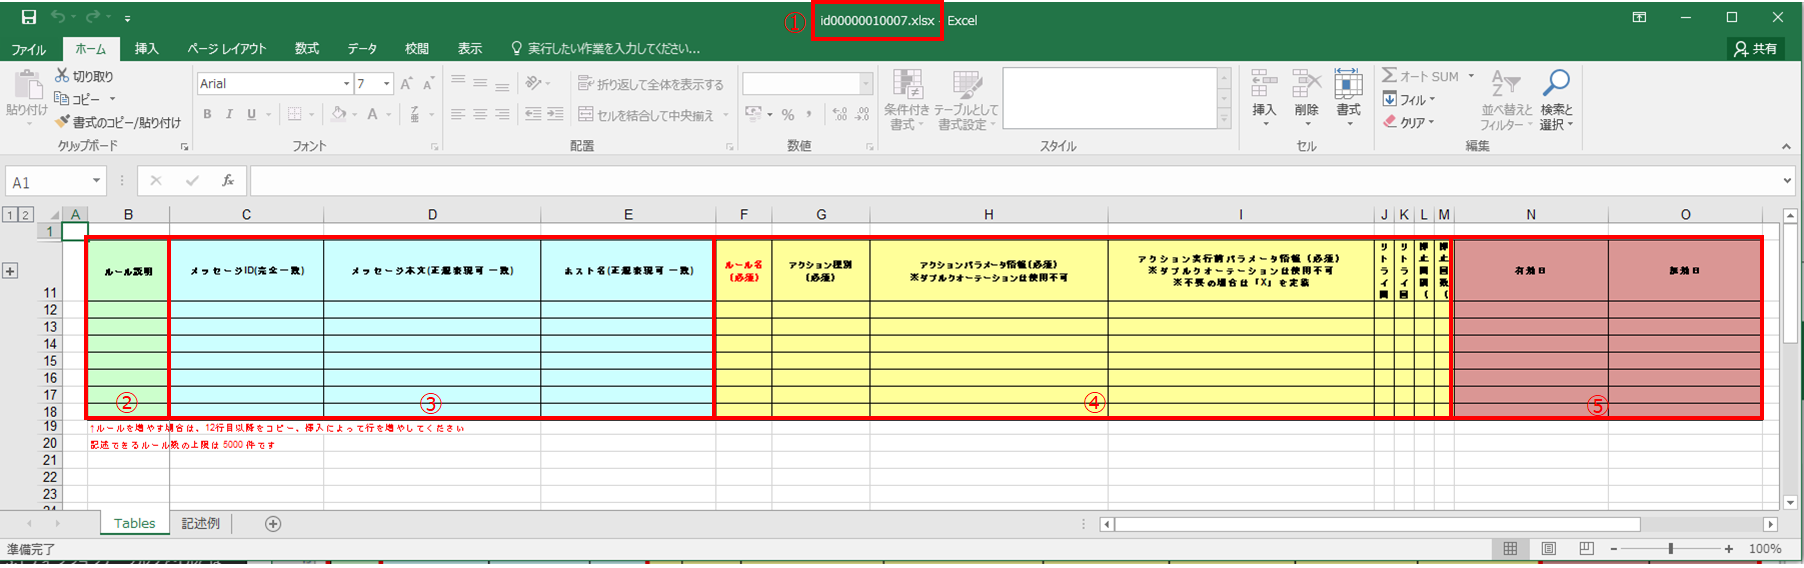 ① id00000010007.xlsx - Excel
ファイル ホーム 挿入 ページ レイアウト 数式 データ 校閲 表示 実行したい作業を入力してください... 共有
貼り付け
切り取り
コピー
書式のコピー/貼り付け
クリップボード
Arial 7
B I U
フォント
折り返して全体を表示する
セルを結合して中央揃え
配置
数値
条件付き書式
テーブルとして書式設定
スタイル
挿入 削除 書式
セル
オート SUM
フィル
クリア
並べ替えとフィルター
検索と選択
編集
A1 fx
1 2 A B C D E F G H I J K L M N O
1
11
ルール説明
メッセージID(完全一致)
メッセージ本文(正規表現可 一致)
ホスト名(正規表現可 一致)
ルール名
(必須)
アクション種別
(必須)
アクションパラメータ情報(必須)
※ダブルクオーテーションは使用不可
アクション実行前パラメータ情報(必須)
※ダブルクオーテーションは使用不可
※不要の場合は「X」を定義
リトライ間
リトライ回
抑止間隔(
抑止回数(
有効日
無効日
12
13
14
15
16
17
18
② ③ ④ ⑤
19 ↑ルールを増やす場合は、12行目以降をコピー、挿入によって行を増やしてください
20 記述できるルール数の上限は 5000 件です
21
22
23
Tables 記述例
準備完了 100%